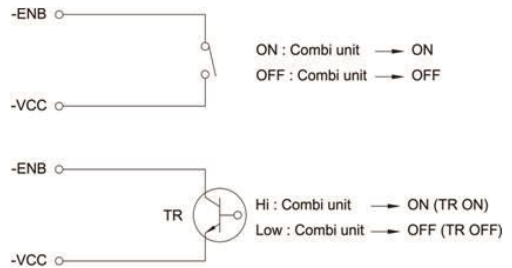 -ENB
ON : Combi unit → ON
OFF : Combi unit → OFF
-VCC
-ENB
TR
Hi : Combi unit → ON (TR ON)
Low : Combi unit → OFF (TR OFF)
-VCC